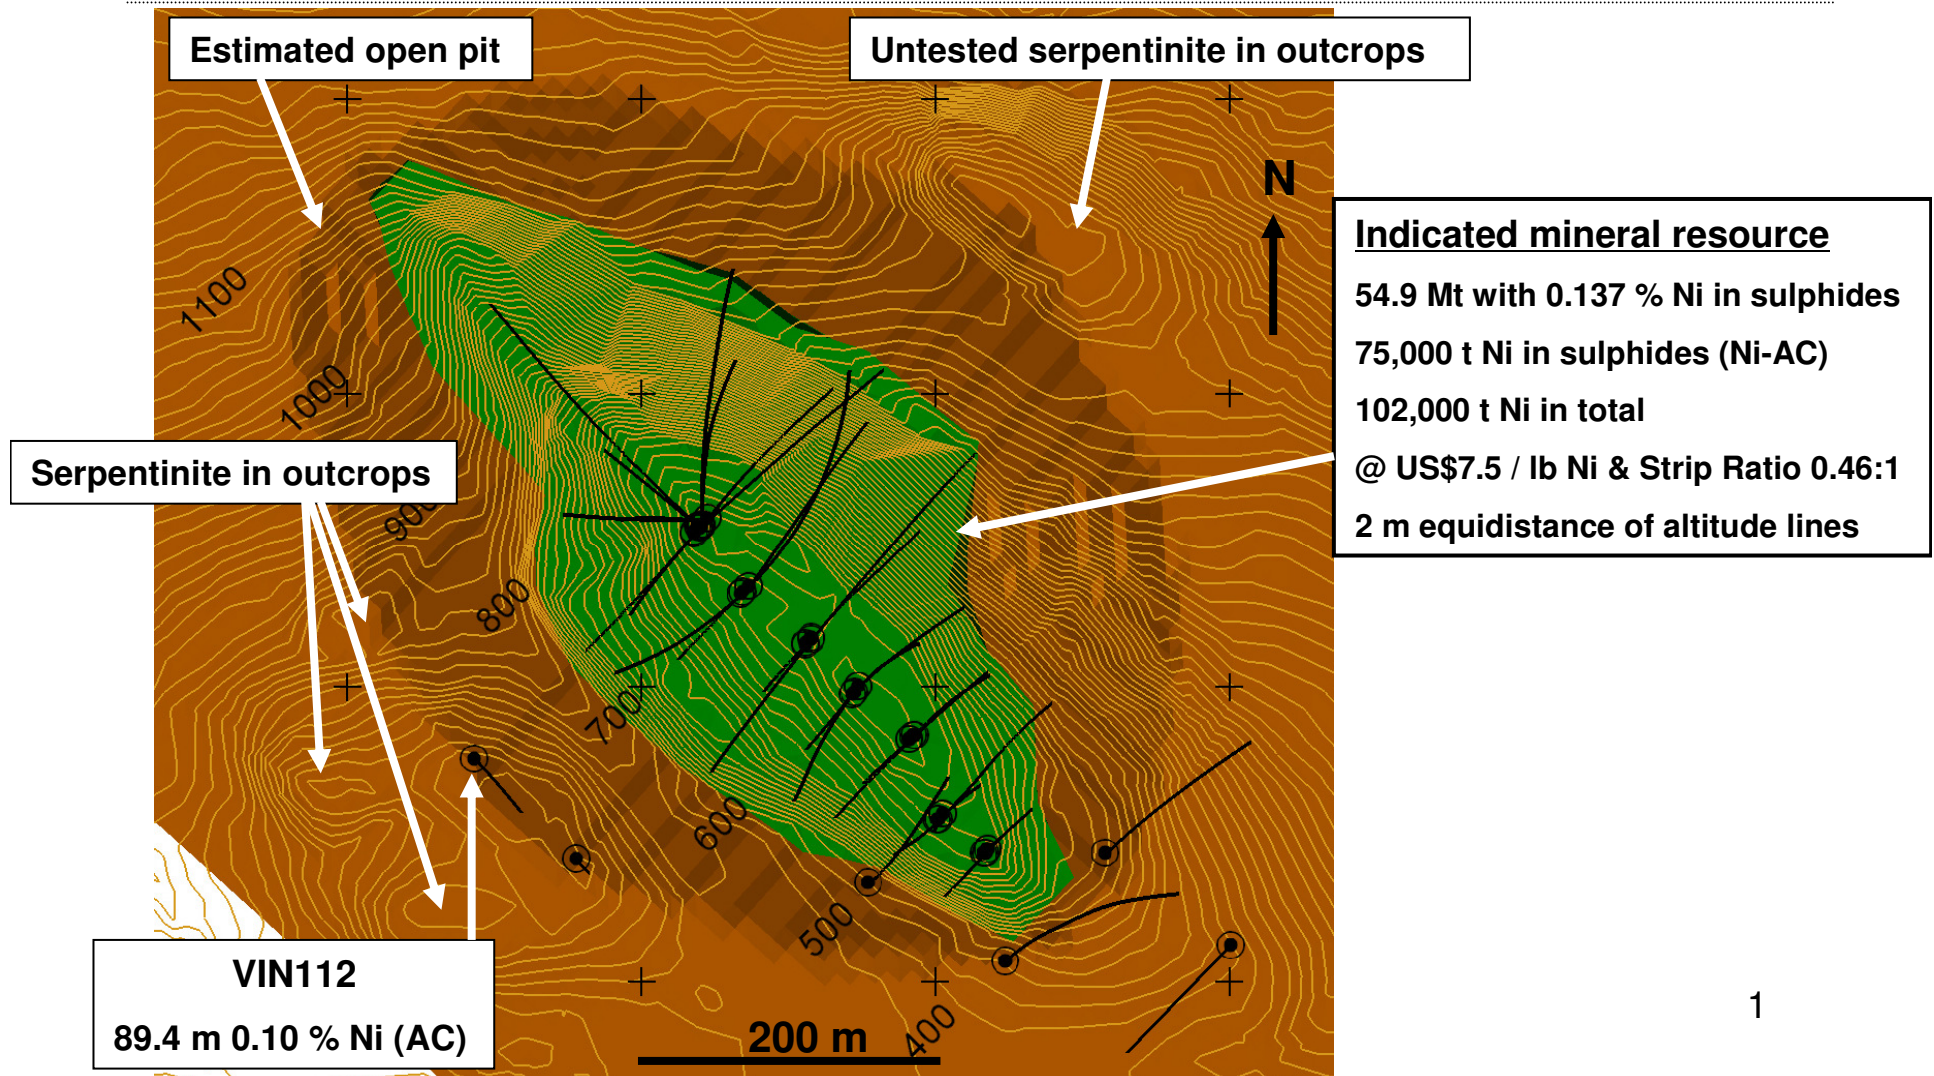 Estimated open pit
Untested serpentinite in outcrops
N
Indicated mineral resource
54.9 Mt with 0.137 % Ni in sulphides
75,000 t Ni in sulphides (Ni-AC)
102,000 t Ni in total
@ US$7.5 / lb Ni & Strip Ratio 0.46:1
2 m equidistance of altitude lines
1100
1000
Serpentinite in outcrops
900
800
700
600
500
400
VIN112
89.4 m 0.10 % Ni (AC)
200 m
1